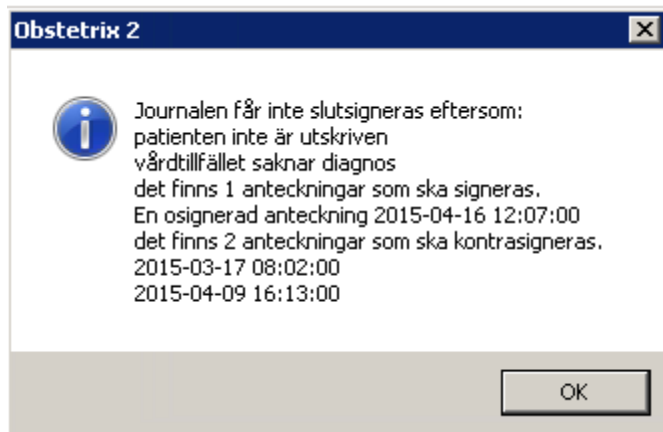 Obstetrix 2
Journalen får inte slutsigneras eftersom:
patienten inte är utskriven
vårdtillfället saknar diagnos
det finns 1 anteckningar som ska signeras.
En osignerad anteckning 2015-04-16 12:07:00
det finns 2 anteckningar som ska kontrasigneras.
2015-03-17 08:02:00
2015-04-09 16:13:00
OK